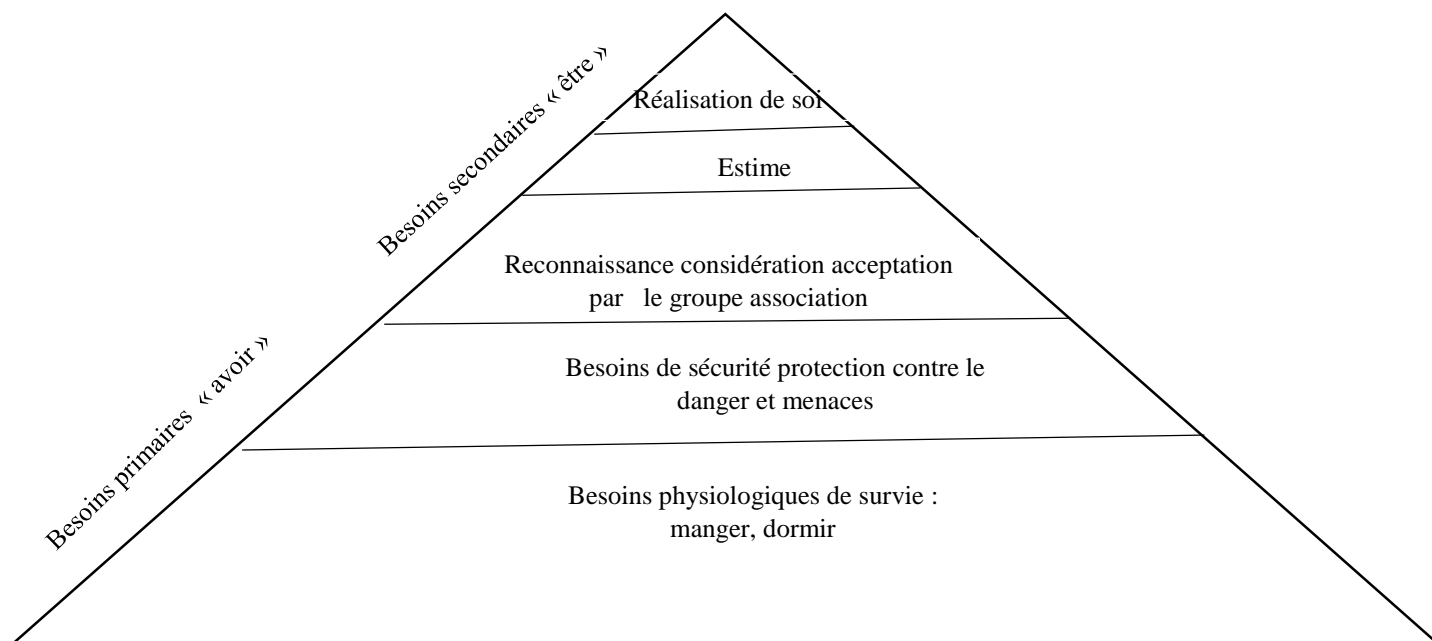 Besoins secondaires « être »
Réalisation de soi
Estime
Reconnaissance considération acceptation
par le groupe association
Besoins primaires « avoir »
Besoins de sécurité protection contre le
danger et menaces
Besoins physiologiques de survie :
manger, dormir